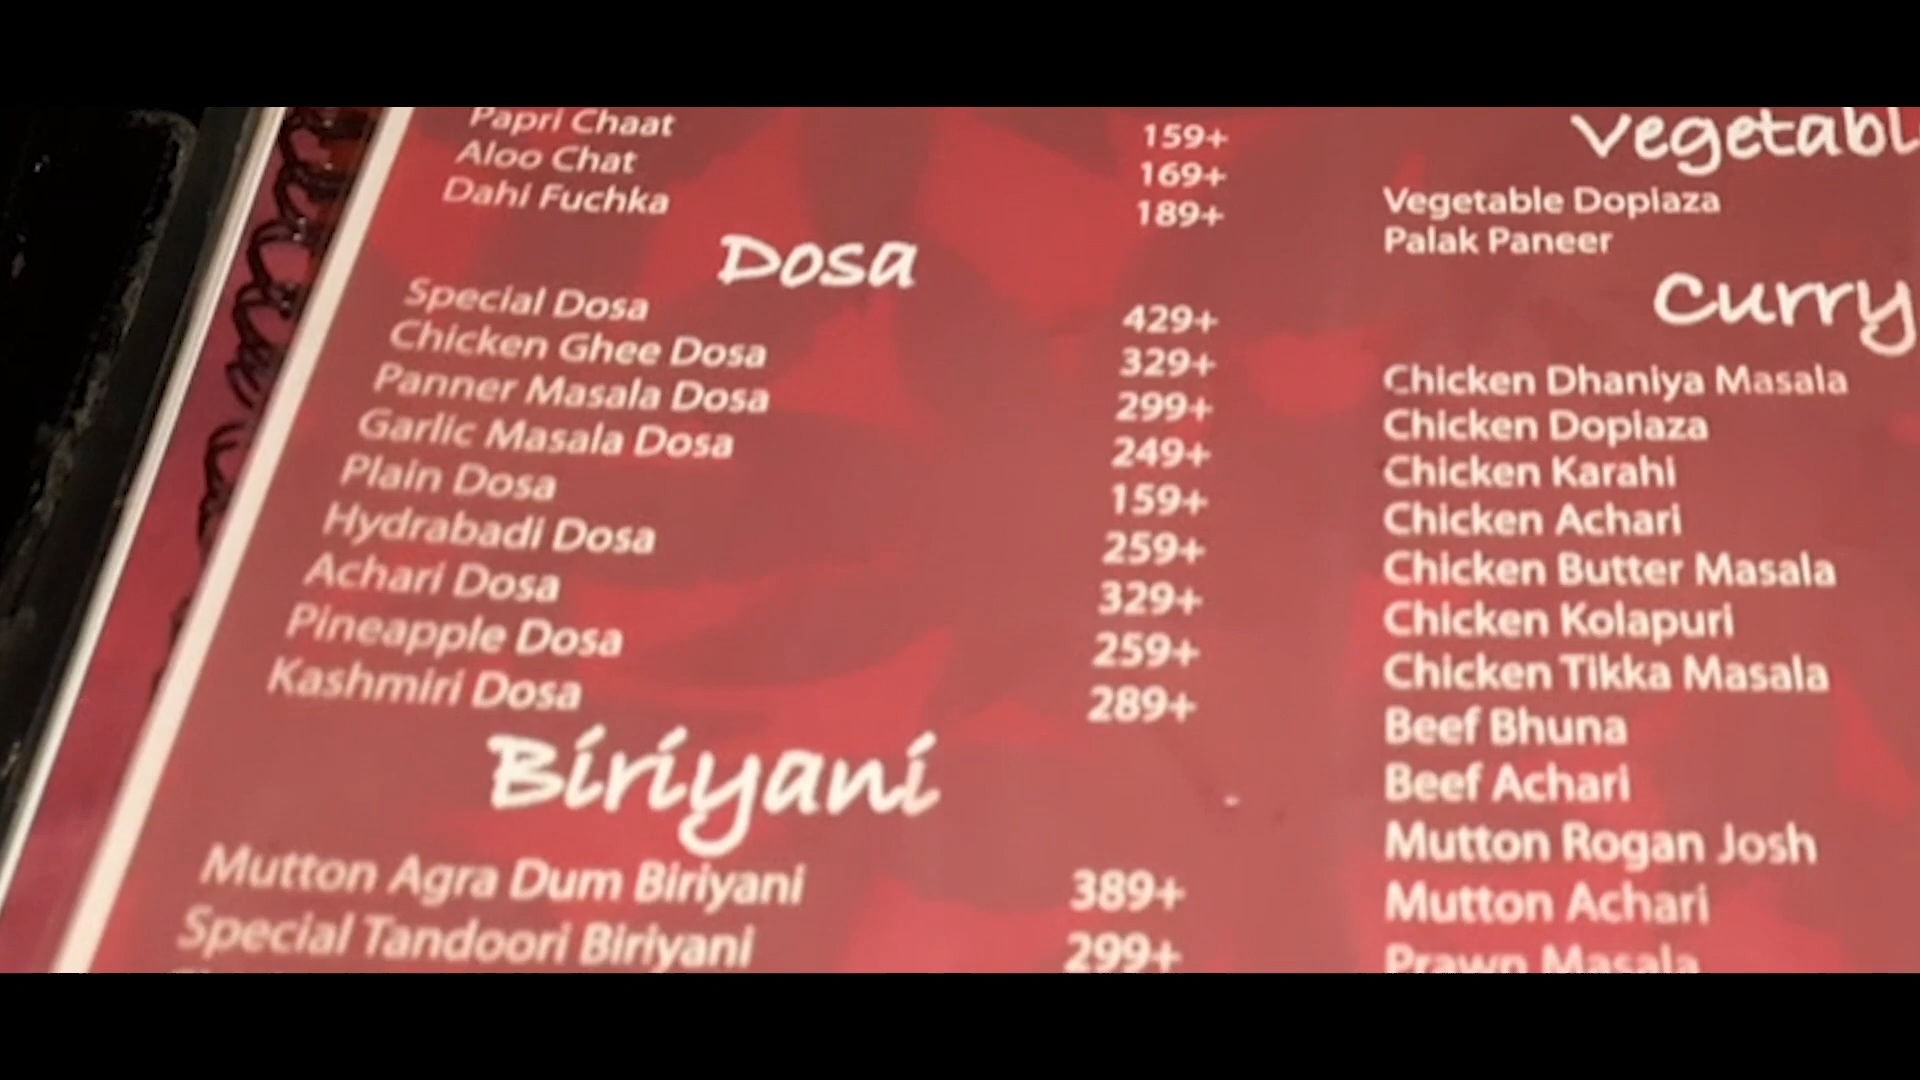 Papri Chaat 159+
Aloo Chat 169+
Dahi Fuchka 189+
Dosa
Special Dosa 429+
Chicken Ghee Dosa 329+
Panner Masala Dosa 299+
Garlic Masala Dosa 249+
Plain Dosa 159+
Hydrabadi Dosa 259+
Achari Dosa 329+
Pineapple Dosa 259+
Kashmiri Dosa 289+
Biriyani
Mutton Agra Dum Biriyani 389+
Special Tandoori Biriyani 299+
Vegetabl
Vegetable Dopiaza
Palak Paneer
Curry
Chicken Dhaniya Masala
Chicken Dopiaza
Chicken Karahi
Chicken Achari
Chicken Butter Masala
Chicken Kolapuri
Chicken Tikka Masala
Beef Bhuna
Beef Achari
Mutton Rogan Josh
Mutton Achari
Prawn Masala